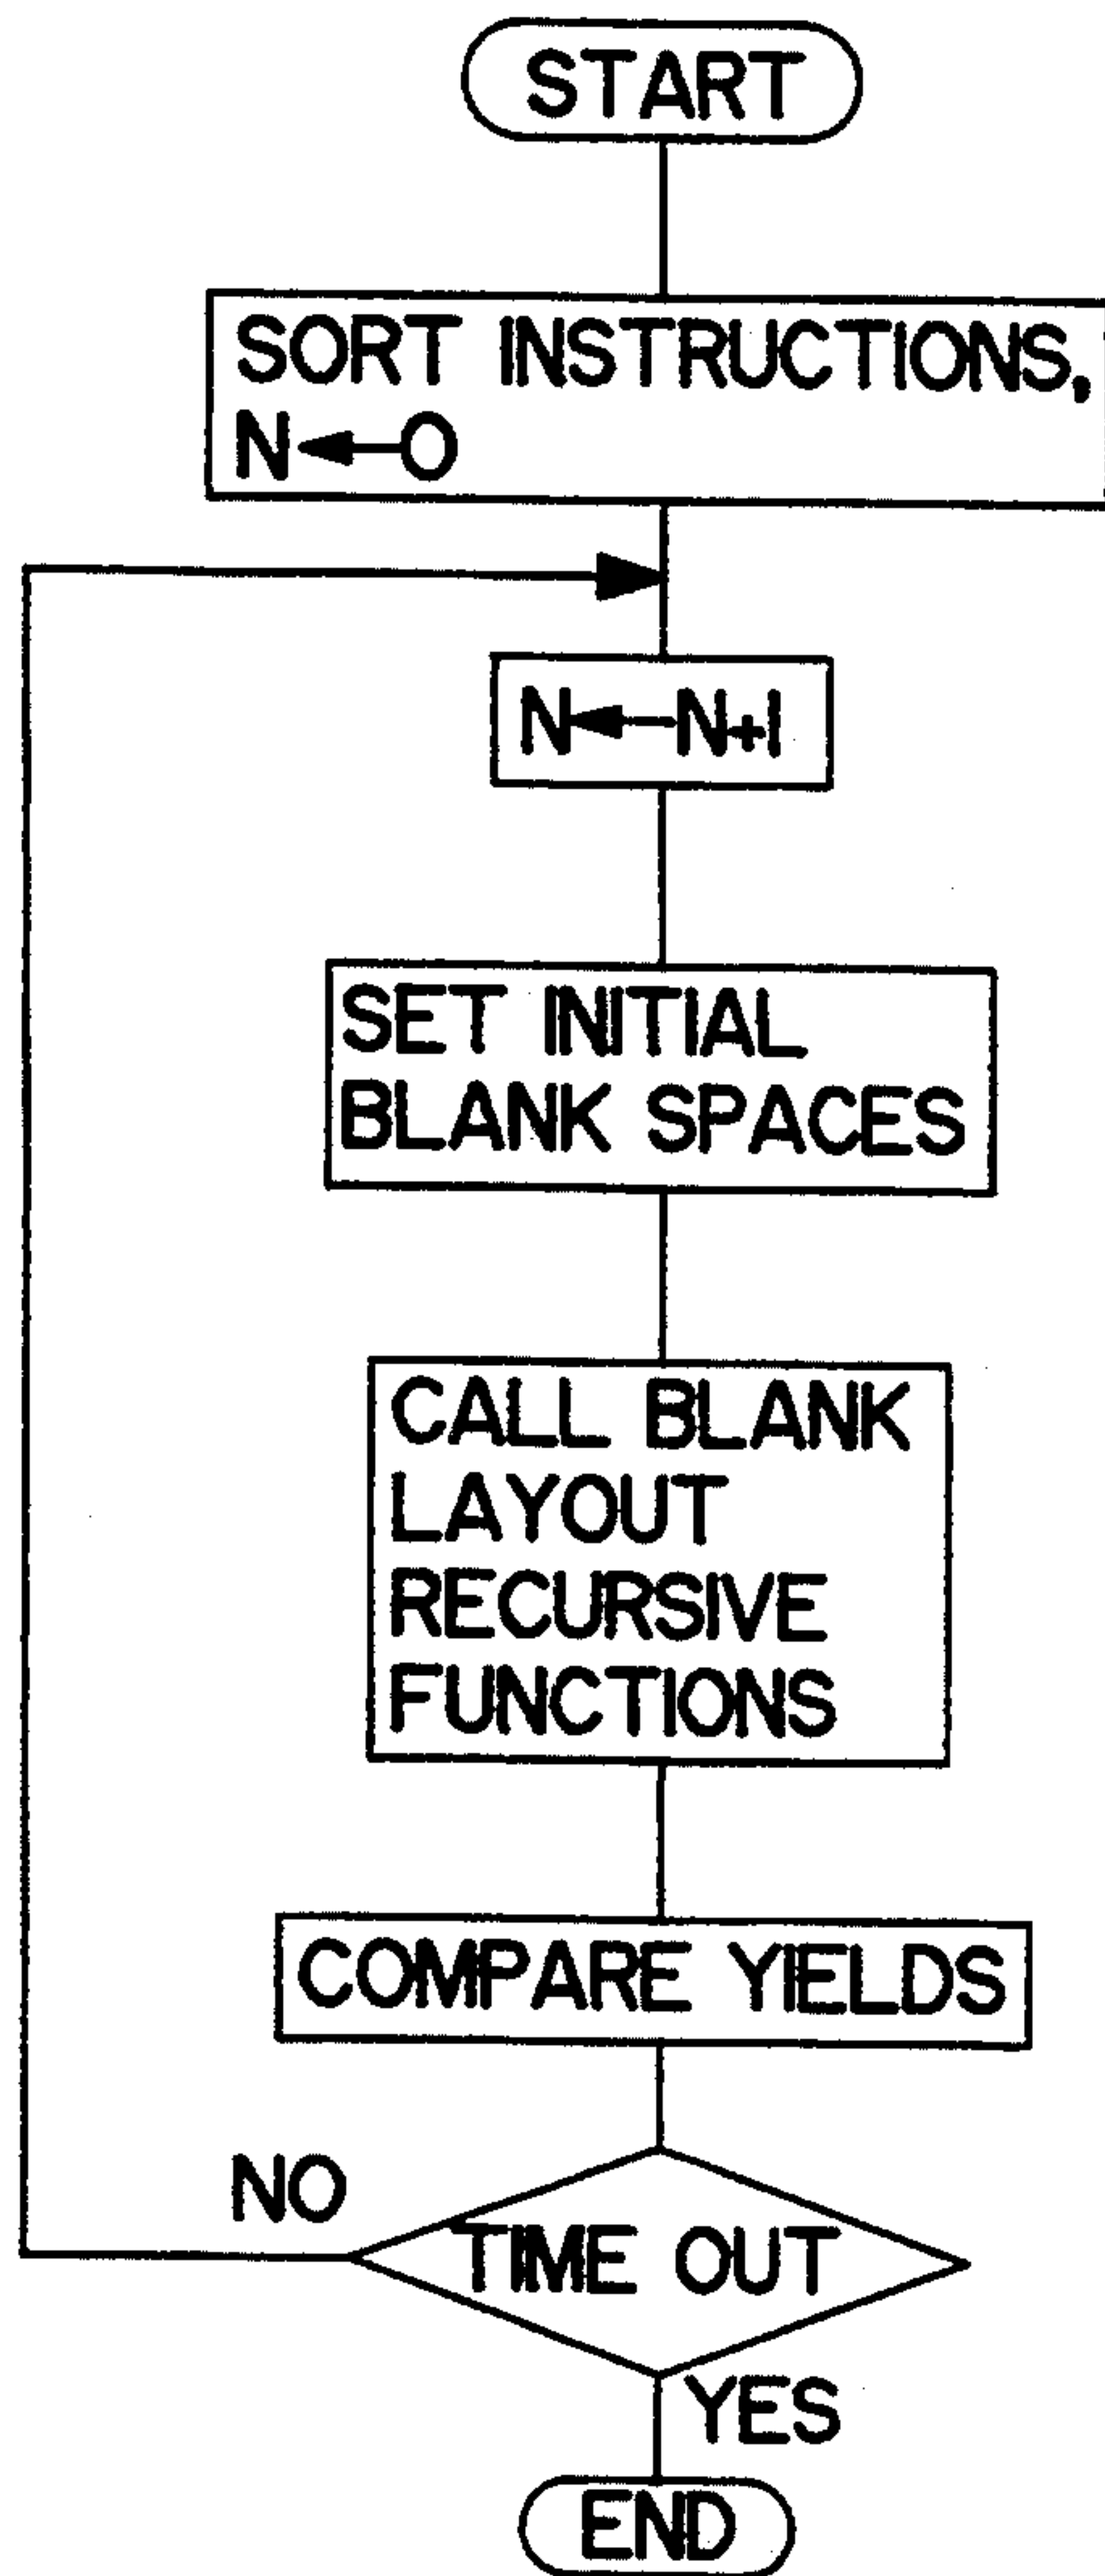 START
SORT INSTRUCTIONS,
N←0
N←N+1
SET INITIAL
BLANK SPACES
CALL BLANK
LAYOUT
RECURSIVE
FUNCTIONS
COMPARE YIELDS
NO
TIME OUT
YES
END